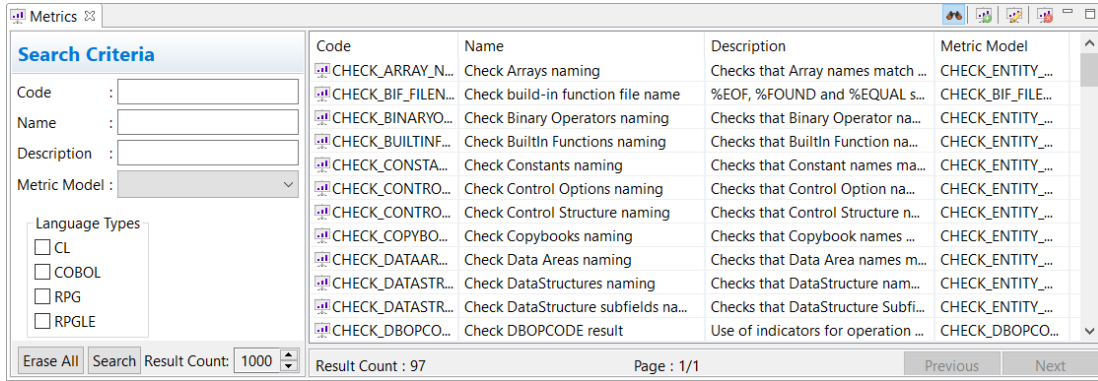 Metrics
Search Criteria
Code :
Name :
Description :
Metric Model :
Language Types
CL
COBOL
RPG
RPGLE
Erase All Search Result Count: 1000
Code Name Description Metric Model
CHECK_ARRAY_N... Check Arrays naming Checks that Array names match ... CHECK_ENTITY_...
CHECK_BIF_FILEN... Check build-in function file name %EOF, %FOUND and %EQUAL s... CHECK_BIF_FILE...
CHECK_BINARYO... Check Binary Operators naming Checks that Binary Operator na... CHECK_ENTITY_...
CHECK_BUILTINF... Check BuiltIn Functions naming Checks that BuiltIn Function na... CHECK_ENTITY_...
CHECK_CONSTA... Check Constants naming Checks that Constant names ma... CHECK_ENTITY_...
CHECK_CONTRO... Check Control Options naming Checks that Control Option na... CHECK_ENTITY_...
CHECK_CONTRO... Check Control Structure naming Checks that Control Structure n... CHECK_ENTITY_...
CHECK_COPYBO... Check Copybooks naming Checks that Copybook names ... CHECK_ENTITY_...
CHECK_DATAAR... Check Data Areas naming Checks that Data Area names m... CHECK_ENTITY_...
CHECK_DATASTR... Check DataStructures naming Checks that DataStructure nam... CHECK_ENTITY_...
CHECK_DATASTR... Check DataStructure subfields na... Checks that DataStructure Subfi... CHECK_ENTITY_...
CHECK_DBOPCO... Check DBOPCODE result Use of indicators for operation ... CHECK_DBOPCO...
Result Count : 97 Page : 1/1 Previous Next